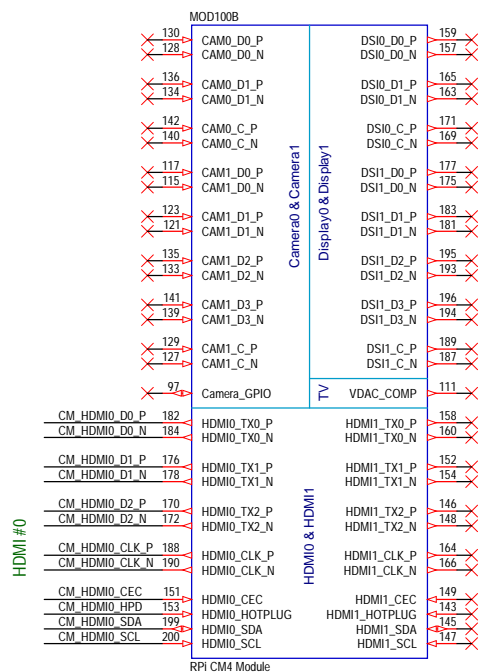 MOD100B
130 CAM0_D0_P DSI0_D0_P 159
128 CAM0_D0_N DSI0_D0_N 157
136 CAM0_D1_P DSI0_D1_P 165
134 CAM0_D1_N DSI0_D1_N 163
142 CAM0_C_P DSI0_C_P 171
140 CAM0_C_N DSI0_C_N 169
117 CAM1_D0_P DSI1_D0_P 177
115 CAM1_D0_N DSI1_D0_N 175
123 CAM1_D1_P DSI1_D1_P 183
121 CAM1_D1_N DSI1_D1_N 181
135 CAM1_D2_P DSI1_D2_P 195
133 CAM1_D2_N DSI1_D2_N 193
141 CAM1_D3_P DSI1_D3_P 196
139 CAM1_D3_N DSI1_D3_N 194
129 CAM1_C_P DSI1_C_P 189
127 CAM1_C_N DSI1_C_N 187
Camera0 & Camera1
Display0 & Display1
97 Camera_GPIO TV VDAC_COMP 111
CM_HDMI0_D0_P 182 HDMI0_TX0_P HDMI1_TX0_P 158
CM_HDMI0_D0_N 184 HDMI0_TX0_N HDMI1_TX0_N 160
CM_HDMI0_D1_P 176 HDMI0_TX1_P HDMI1_TX1_P 152
CM_HDMI0_D1_N 178 HDMI0_TX1_N HDMI1_TX1_N 154
CM_HDMI0_D2_P 170 HDMI0_TX2_P HDMI1_TX2_P 146
CM_HDMI0_D2_N 172 HDMI0_TX2_N HDMI1_TX2_N 148
CM_HDMI0_CLK_P 188 HDMI0_CLK_P HDMI1_CLK_P 164
CM_HDMI0_CLK_N 190 HDMI0_CLK_N HDMI1_CLK_N 166
CM_HDMI0_CEC 151 HDMI0_CEC HDMI1_CEC 149
CM_HDMI0_HPD 153 HDMI0_HOTPLUG HDMI1_HOTPLUG 143
CM_HDMI0_SDA 199 HDMI0_SDA HDMI1_SDA 145
CM_HDMI0_SCL 200 HDMI0_SCL HDMI1_SCL 147
HDMI #0
HDMI0 & HDMI1
RPi CM4 Module